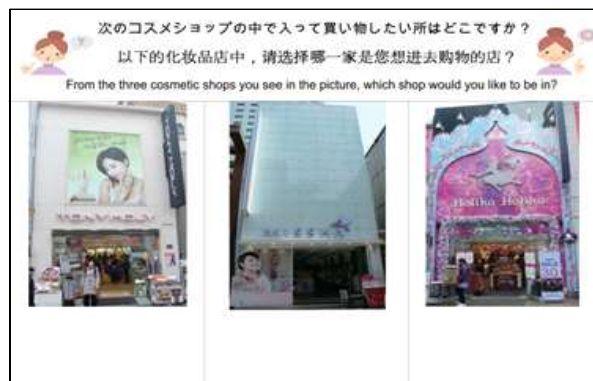 次のコスメショップの中で入って買い物したい所はどこですか？
以下的化妆品店中，请选择哪一家是您想进去购物的店？
From the three cosmetic shops you see in the picture, which shop would you like to be in?
Holika Holika